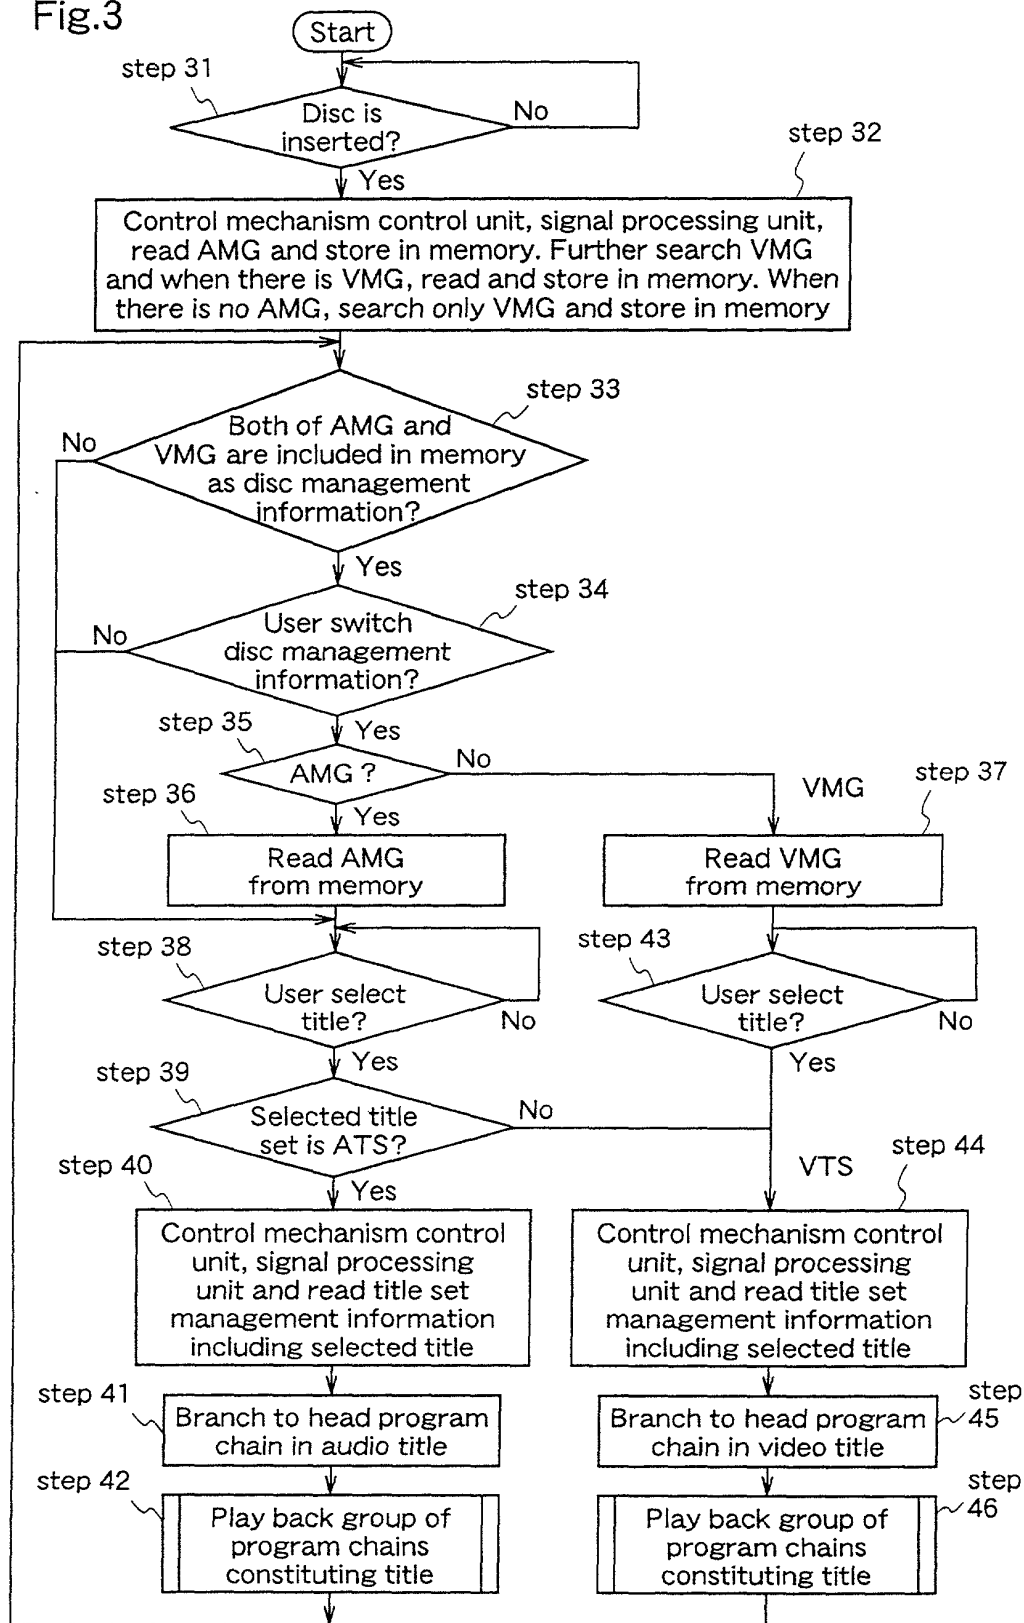 Fig.3
Start
step 31
Disc is
inserted?
No
Yes
step 32
Control mechanism control unit, signal processing unit,
read AMG and store in memory. Further search VMG
and when there is VMG, read and store in memory. When
there is no AMG, search only VMG and store in memory
step 33
Both of AMG and
VMG are included in memory
as disc management
information?
No
Yes
step 34
User switch
disc management
information?
No
Yes
step 35
AMG ?
No
Yes
VMG
step 36
Read AMG
from memory
step 37
Read VMG
from memory
step 38
User select
title?
No
Yes
step 43
User select
title?
No
Yes
step 39
Selected title
set is ATS?
No
Yes
VTS
step 40
Control mechanism control
unit, signal processing
unit and read title set
management information
including selected title
step 44
Control mechanism control
unit, signal processing
unit and read title set
management information
including selected title
step 41
Branch to head program
chain in audio title
step
45
Branch to head program
chain in video title
step 42
Play back group of
program chains
constituting title
step
46
Play back group of
program chains
constituting title